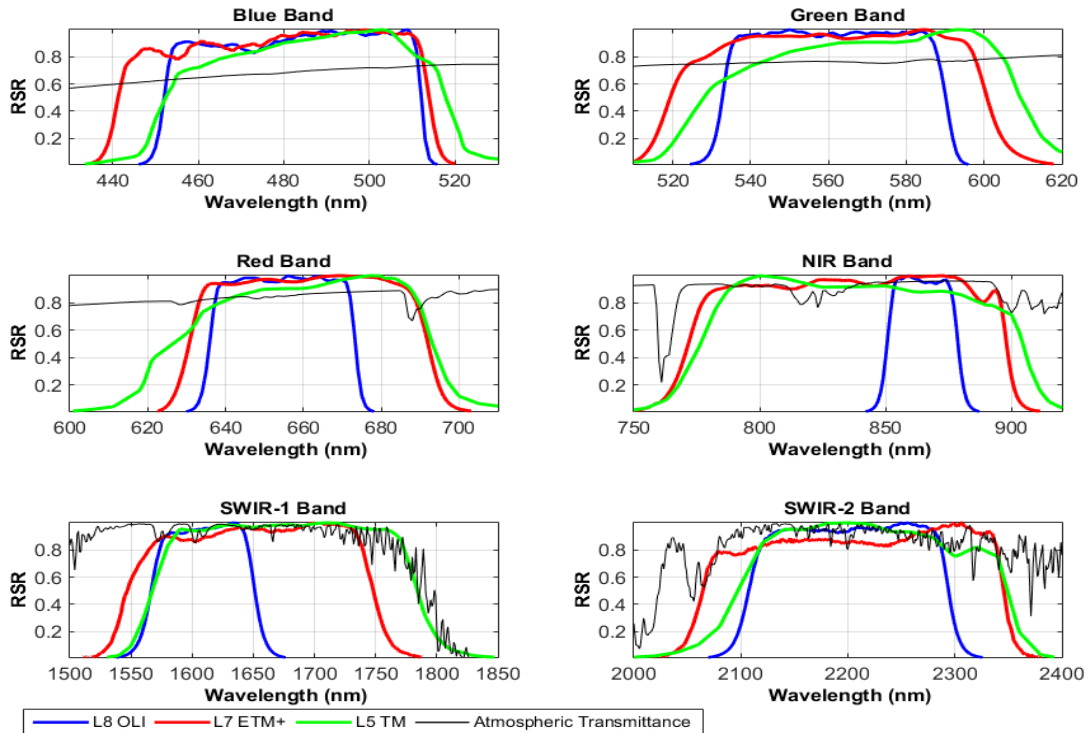 Blue Band
RSR
0.8
0.6
0.4
0.2
440 460 480 500 520
Wavelength (nm)
Green Band
RSR
0.8
0.6
0.4
0.2
520 540 560 580 600 620
Wavelength (nm)
Red Band
RSR
0.8
0.6
0.4
0.2
600 620 640 660 680 700
Wavelength (nm)
NIR Band
RSR
0.8
0.6
0.4
0.2
750 800 850 900
Wavelength (nm)
SWIR-1 Band
RSR
0.8
0.6
0.4
0.2
1500 1550 1600 1650 1700 1750 1800 1850
Wavelength (nm)
SWIR-2 Band
RSR
0.8
0.6
0.4
0.2
2000 2100 2200 2300 2400
Wavelength (nm)
L8 OLI L7 ETM+ L5 TM Atmospheric Transmittance